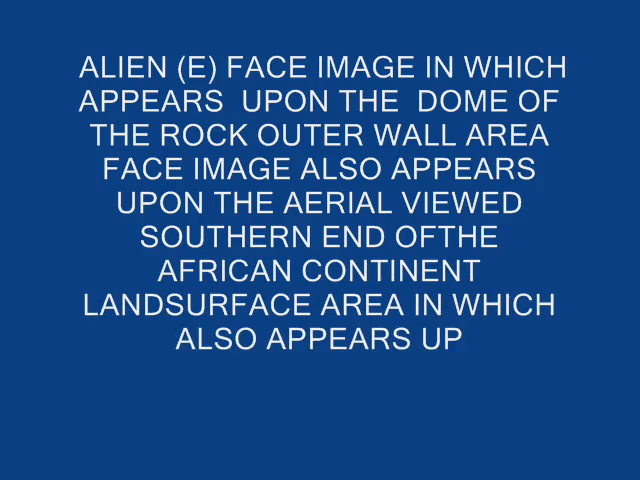 ALIEN (E) FACE IMAGE IN WHICH
APPEARS  UPON THE  DOME OF
THE ROCK OUTER WALL AREA
FACE IMAGE ALSO APPEARS
UPON THE AERIAL VIEWED
SOUTHERN END OFTHE
AFRICAN CONTINENT
LANDSURFACE AREA IN WHICH
ALSO APPEARS UP